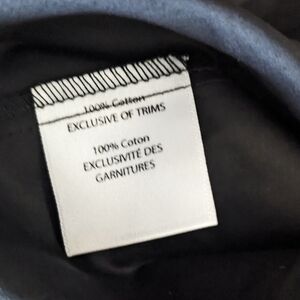 100% Cotton
EXCLUSIVE OF TRIMS
100% Coton
EXCLUSIVITÉ DES
GARNITURES